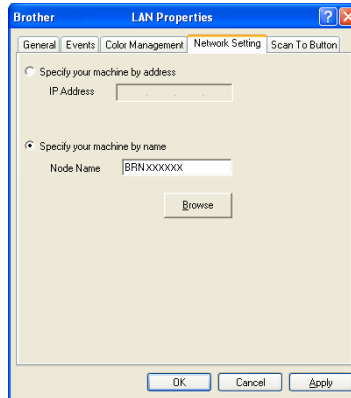 Brother LAN Properties
General Events Color Management Network Setting Scan To Button
Specify your machine by address
IP Address
Specify your machine by name
Node Name BRNXXXXXX
Browse
OK Cancel Apply